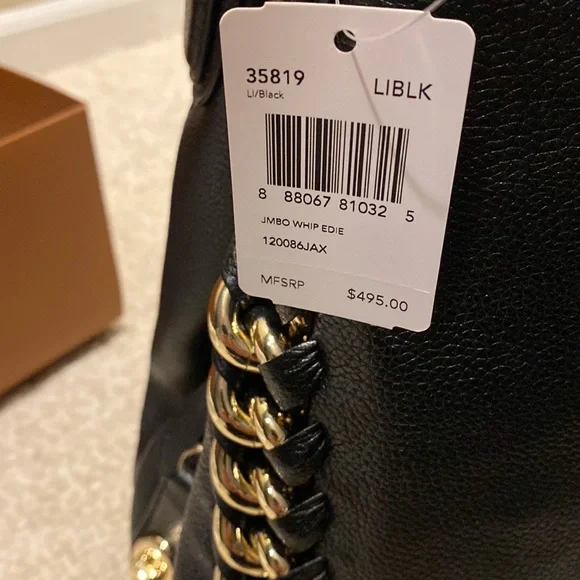 35819 LIBLK
LI/Black
8 88067 81032 5
JMBO WHIP EDIE
120086JAX
MFSRP $495.00